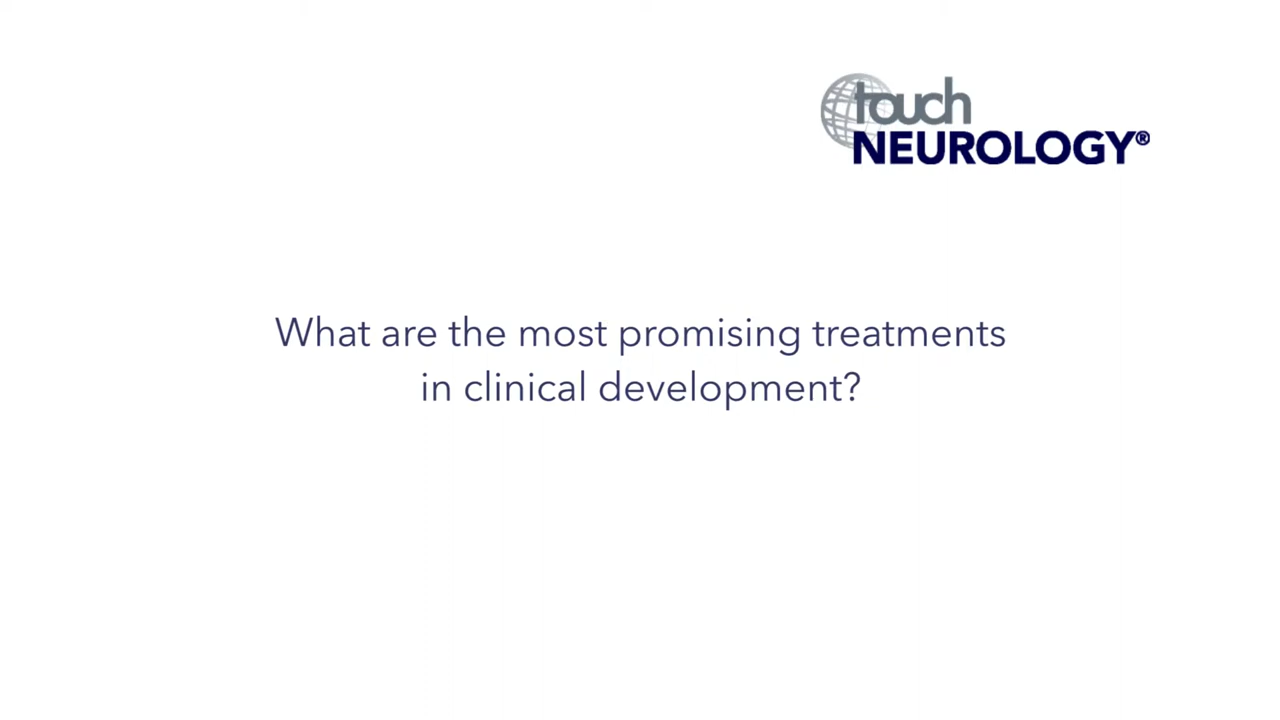 touch
NEUROLOGY®
What are the most promising treatments
in clinical development?